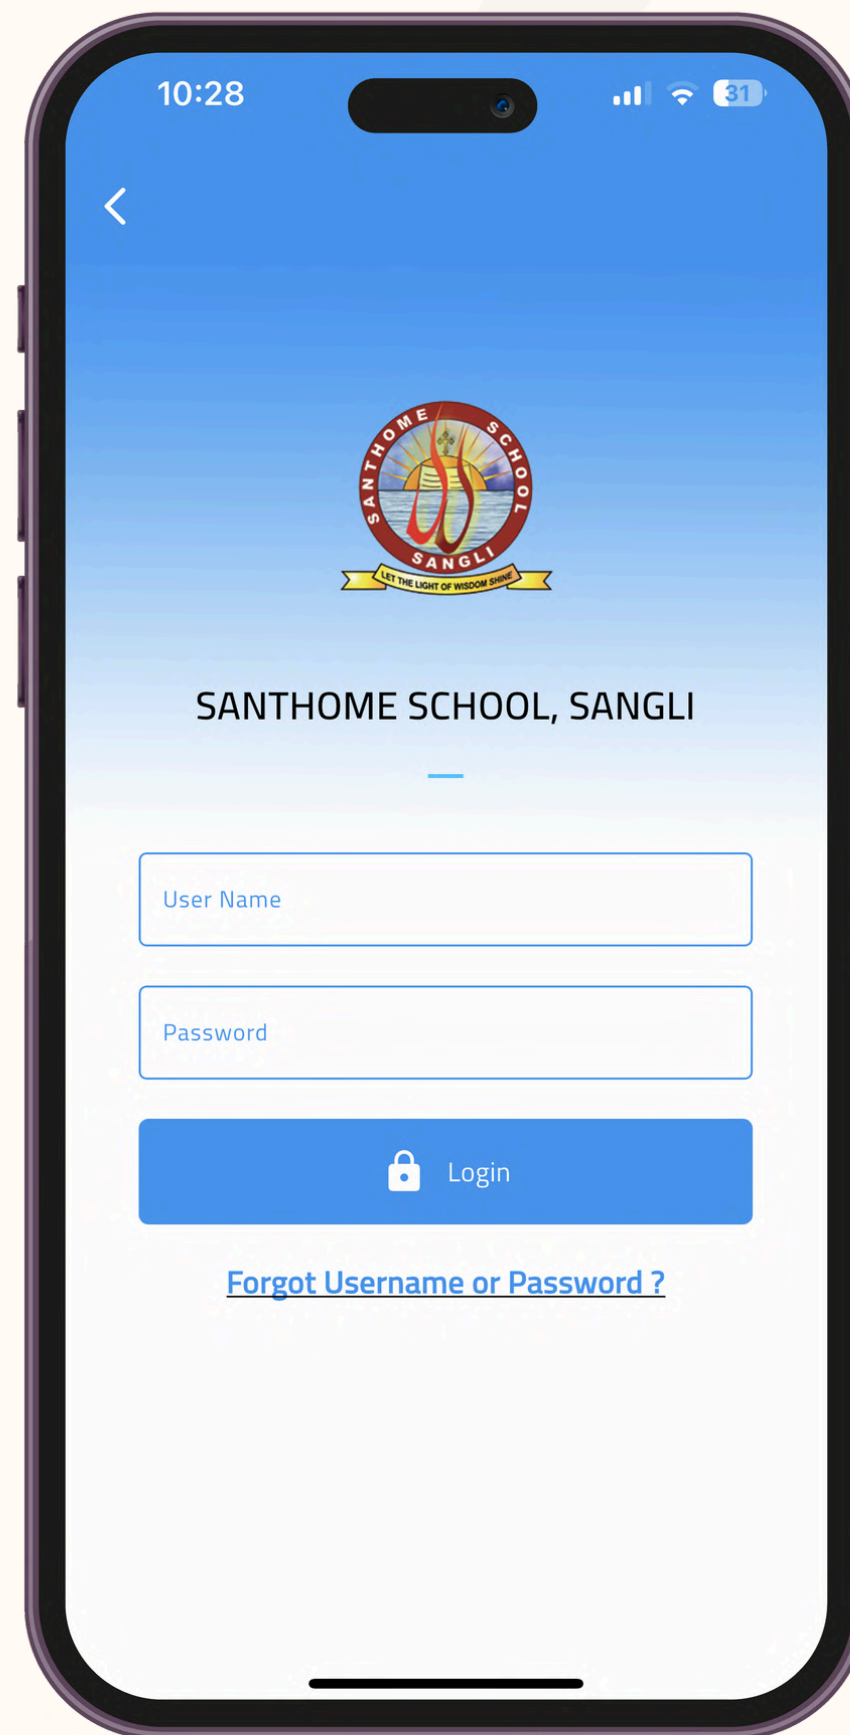 10:28
31
SANTHOME SCHOOL
SANGLI
LET THE LIGHT OF WISDOM SHINE
SANTHOME SCHOOL, SANGLI
User Name
Password
Login
Forgot Username or Password ?